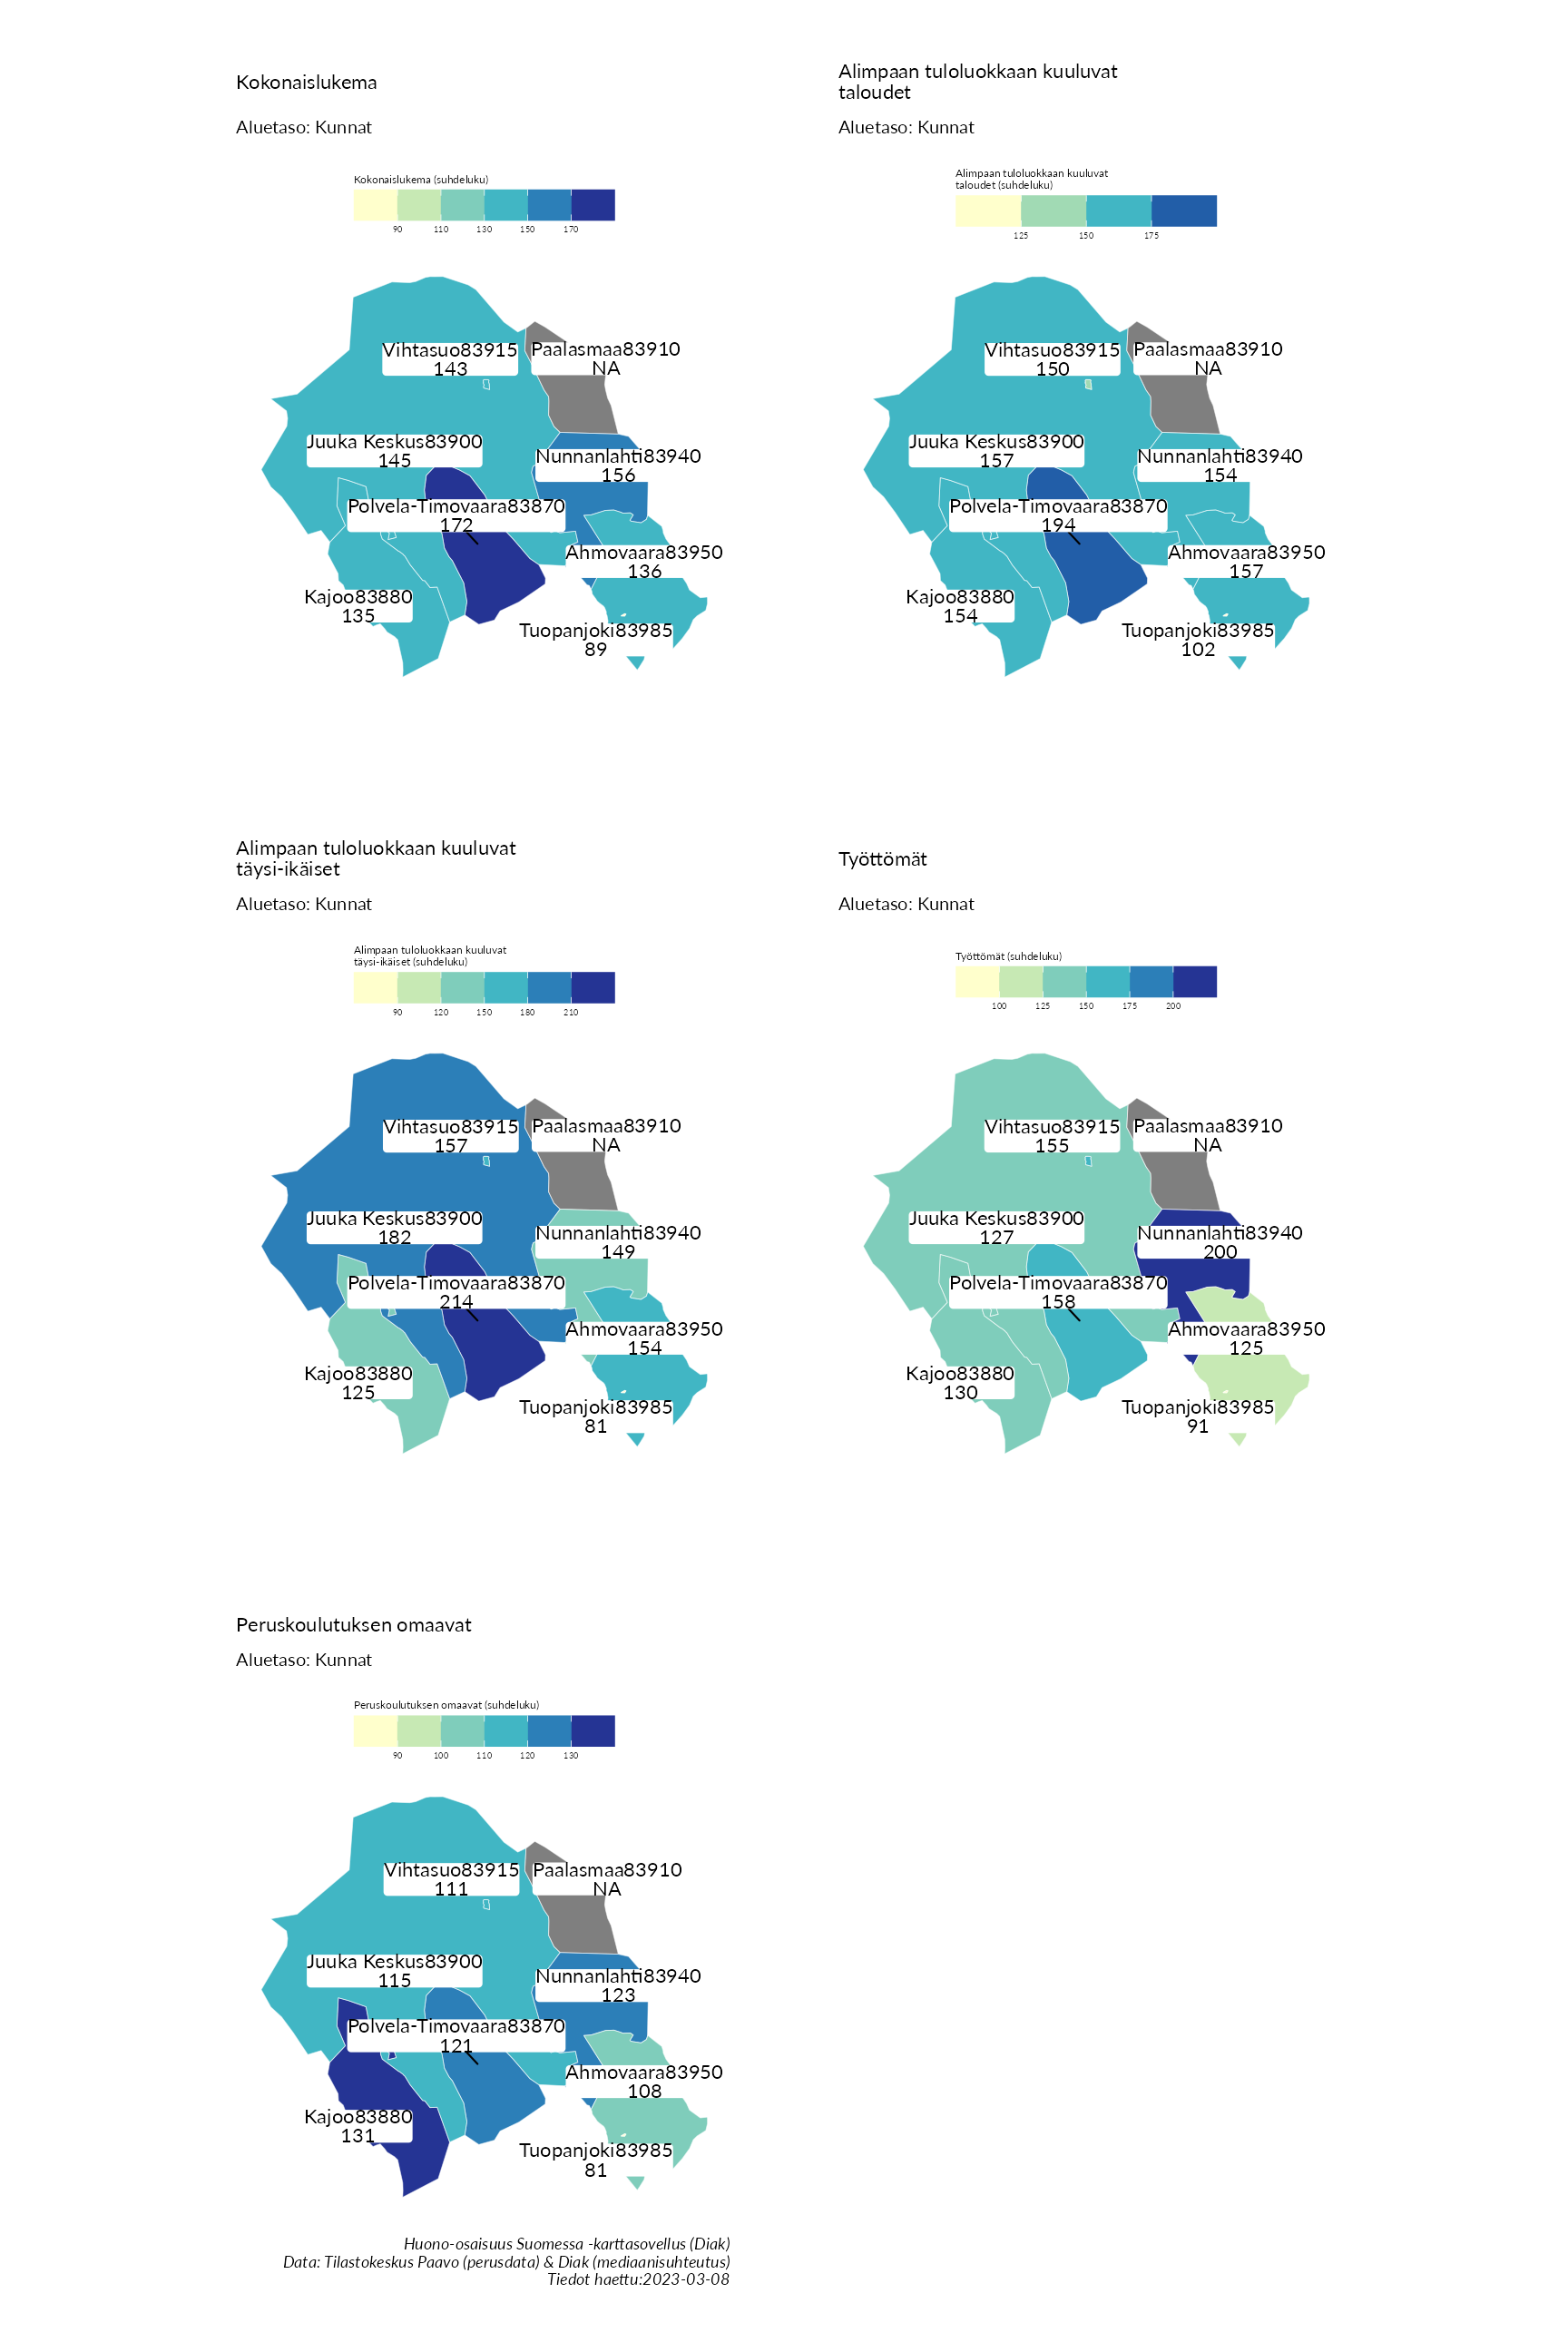 Kokonaislukema
Aluetaso: Kunnat
Kokonaislukema (suhdeluku)
90 110 130 150 170
Vihtasuo83915
143
Paalasmaa83910
NA
Juuka Keskus83900
145
Nunnanlahti83940
156
Polvela-Timovaara83870
172
Ahmovaara83950
136
Kajoo83880
135
Tuopanjoki83985
89
Alimpaan tuloluokkaan kuuluvat
taloudet
Aluetaso: Kunnat
Alimpaan tuloluokkaan kuuluvat
taloudet (suhdeluku)
125 150 175
Vihtasuo83915
150
Paalasmaa83910
NA
Juuka Keskus83900
157
Nunnanlahti83940
154
Polvela-Timovaara83870
194
Ahmovaara83950
157
Kajoo83880
154
Tuopanjoki83985
102
Alimpaan tuloluokkaan kuuluvat
täysi-ikäiset
Aluetaso: Kunnat
Alimpaan tuloluokkaan kuuluvat
täysi-ikäiset (suhdeluku)
90 120 150 180 210
Vihtasuo83915
157
Paalasmaa83910
NA
Juuka Keskus83900
182
Nunnanlahti83940
149
Polvela-Timovaara83870
214
Ahmovaara83950
154
Kajoo83880
125
Tuopanjoki83985
81
Työttömät
Aluetaso: Kunnat
Työttömät (suhdeluku)
100 125 150 175 200
Vihtasuo83915
155
Paalasmaa83910
NA
Juuka Keskus83900
127
Nunnanlahti83940
200
Polvela-Timovaara83870
158
Ahmovaara83950
125
Kajoo83880
130
Tuopanjoki83985
91
Peruskoulutuksen omaavat
Aluetaso: Kunnat
Peruskoulutuksen omaavat (suhdeluku)
90 100 110 120 130
Vihtasuo83915
111
Paalasmaa83910
NA
Juuka Keskus83900
115
Nunnanlahti83940
123
Polvela-Timovaara83870
121
Ahmovaara83950
108
Kajoo83880
131
Tuopanjoki83985
81
Huono-osaisuus Suomessa -karttasovellus (Diak)
Data: Tilastokeskus Paavo (perusdata) & Diak (mediaanisuhteutus)
Tiedot haettu:2023-03-08